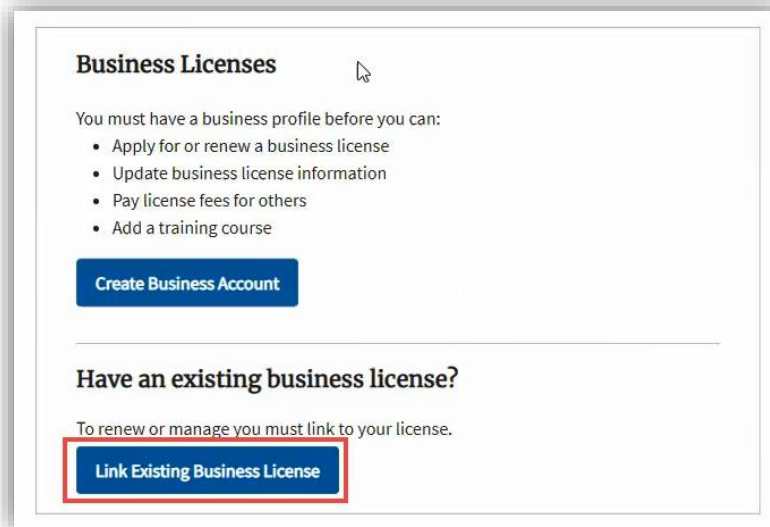 Business Licenses
You must have a business profile before you can:
• Apply for or renew a business license
• Update business license information
• Pay license fees for others
• Add a training course
Create Business Account
Have an existing business license?
To renew or manage you must link to your license.
Link Existing Business License